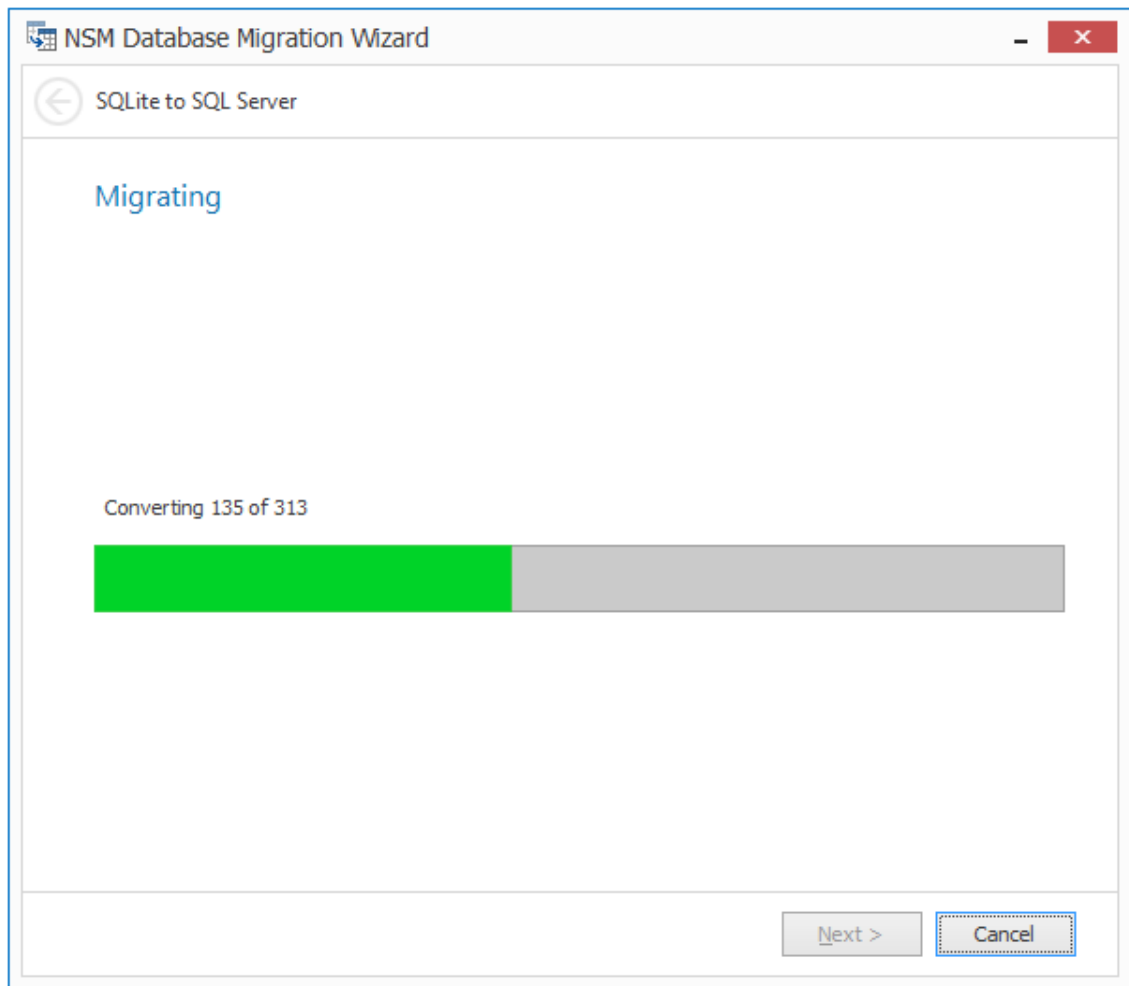 NSM Database Migration Wizard
SQLite to SQL Server
Migrating
Converting 135 of 313
Next >
Cancel